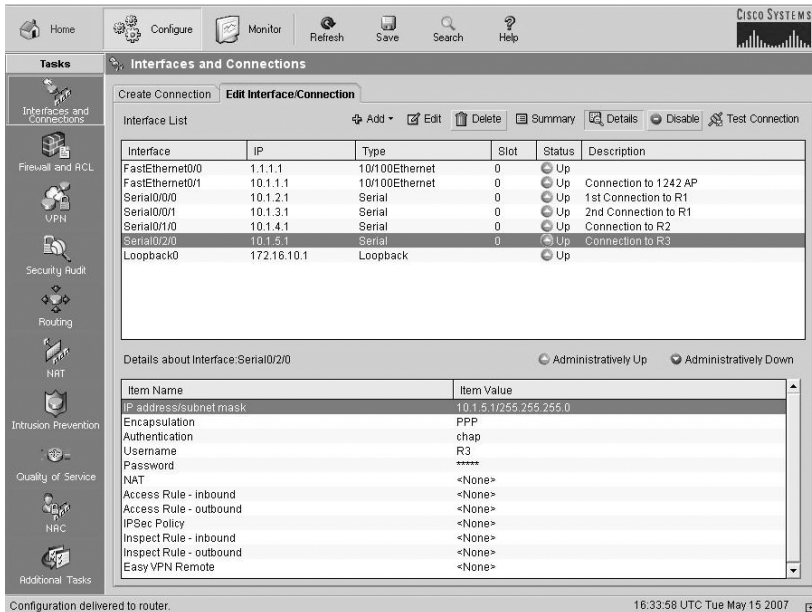 Home
Configure
Monitor
Refresh
Save
Search
Help
CISCO SYSTEMS
Tasks
Interfaces and Connections
Interfaces and Connections
Firewall and ACL
VPN
Security Audit
Routing
NAT
Intrusion Prevention
Quality of Service
NAC
Additional Tasks
Create Connection Edit Interface/Connection
Interface List Add Edit Delete Summary Details Disable Test Connection
Interface IP Type Slot Status Description
FastEthernet0/0 1.1.1.1 10/100Ethernet 0 Up
FastEthernet0/1 10.1.1.1 10/100Ethernet 0 Up Connection to 1242 AP
Serial0/0/0 10.1.2.1 Serial 0 Up 1st Connection to R1
Serial0/0/1 10.1.3.1 Serial 0 Up 2nd Connection to R1
Serial0/1/0 10.1.4.1 Serial 0 Up Connection to R2
Serial0/2/0 10.1.5.1 Serial 0 Up Connection to R3
Loopback0 172.16.10.1 Loopback Up
Details about Interface:Serial0/2/0 Administratively Up Administratively Down
Item Name Item Value
IP address/subnet mask 10.1.5.1/255.255.255.0
Encapsulation PPP
Authentication chap
Username R3
Password *****
NAT <None>
Access Rule - inbound <None>
Access Rule - outbound <None>
IPSec Policy <None>
Inspect Rule - inbound <None>
Inspect Rule - outbound <None>
Easy VPN Remote <None>
Configuration delivered to router. 16:33:58 UTC Tue May 15 2007